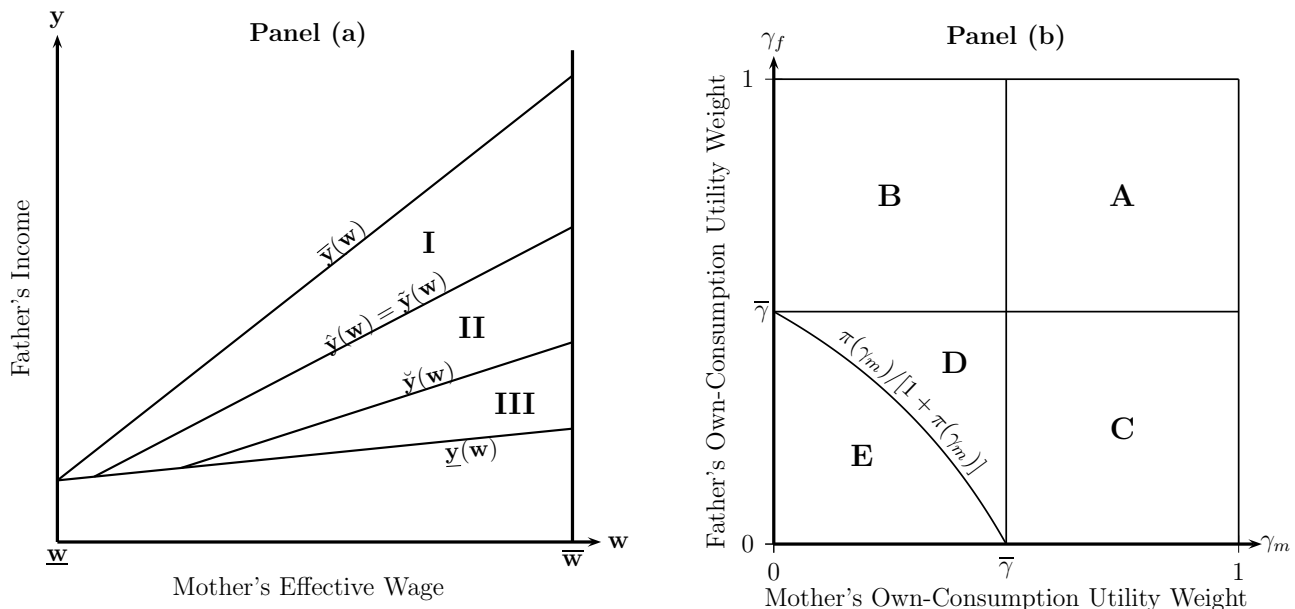 Panel (a)
y
Father's Income
y̅(w)
I
ŷ(w) = ỹ(w)
II
y̆(w)
III
y̲(w)
w̲
w̅
w
Mother's Effective Wage
Panel (b)
γ_f
1
Father's Own-Consumption Utility Weight
B
A
γ̅
D
π(γ_m)/[1 + π(γ_m)]
C
E
0
γ_m
0
γ̅
1
Mother's Own-Consumption Utility Weight